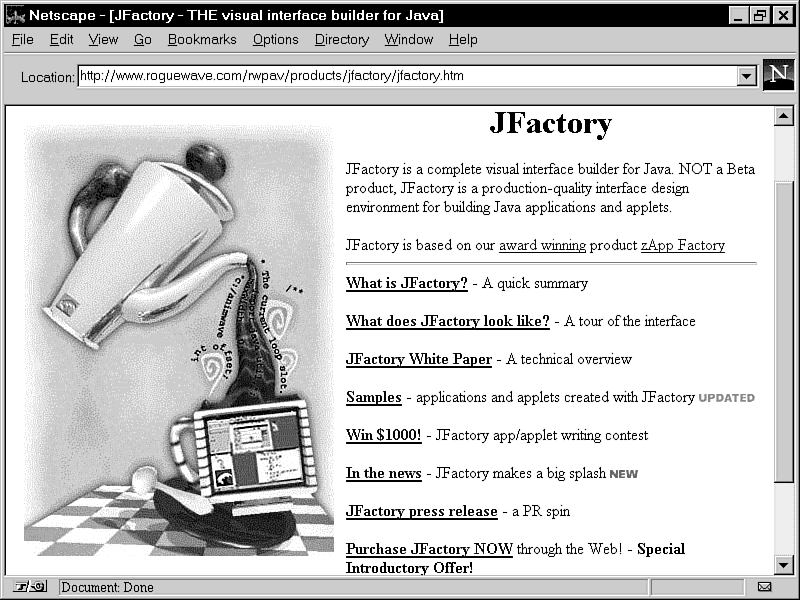 Netscape - [JFactory - THE visual interface builder for Java]
File Edit View Go Bookmarks Options Directory Window Help
Location: http://www.roguewave.com/rwpav/products/jfactory/jfactory.htm
N
JFactory
JFactory is a complete visual interface builder for Java. NOT a Beta
product, JFactory is a production-quality interface design
environment for building Java applications and applets.
JFactory is based on our award winning product zApp Factory
What is JFactory? - A quick summary
What does JFactory look like? - A tour of the interface
JFactory White Paper - A technical overview
Samples - applications and applets created with JFactory UPDATED
Win $1000! - JFactory app/applet writing contest
In the news - JFactory makes a big splash NEW
JFactory press release - a PR spin
Purchase JFactory NOW through the Web! - Special
Introductory Offer!
/**
* The current loop slot.
int offset;
Document: Done